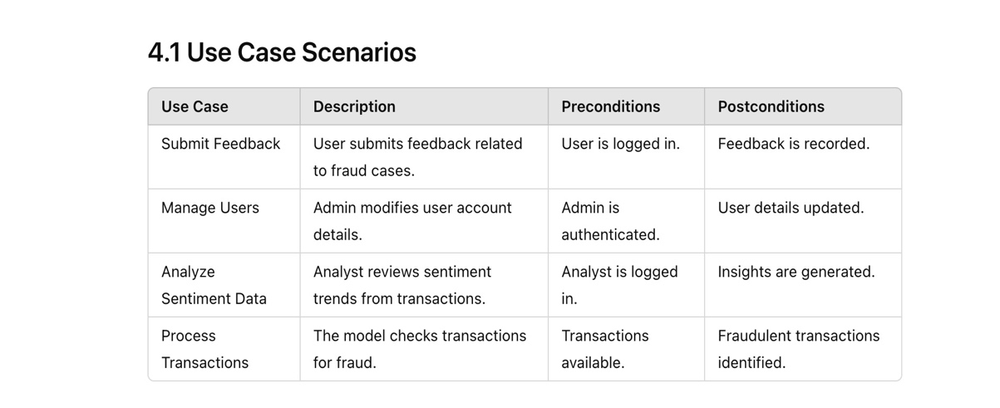 4.1 Use Case Scenarios
Use Case Description Preconditions Postconditions
Submit Feedback User submits feedback related to fraud cases. User is logged in. Feedback is recorded.
Manage Users Admin modifies user account details. Admin is authenticated. User details updated.
Analyze Sentiment Data Analyst reviews sentiment trends from transactions. Analyst is logged in. Insights are generated.
Process Transactions The model checks transactions for fraud. Transactions available. Fraudulent transactions identified.